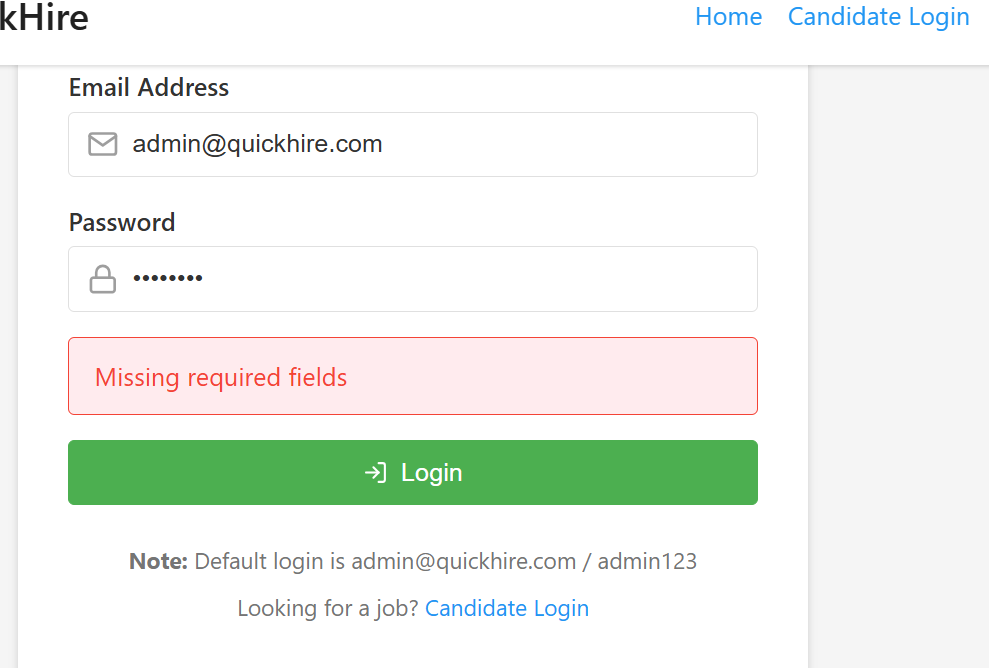 kHire
Home Candidate Login
Email Address
admin@quickhire.com
Password
••••••••
Missing required fields
Login
Note: Default login is admin@quickhire.com / admin123
Looking for a job? Candidate Login